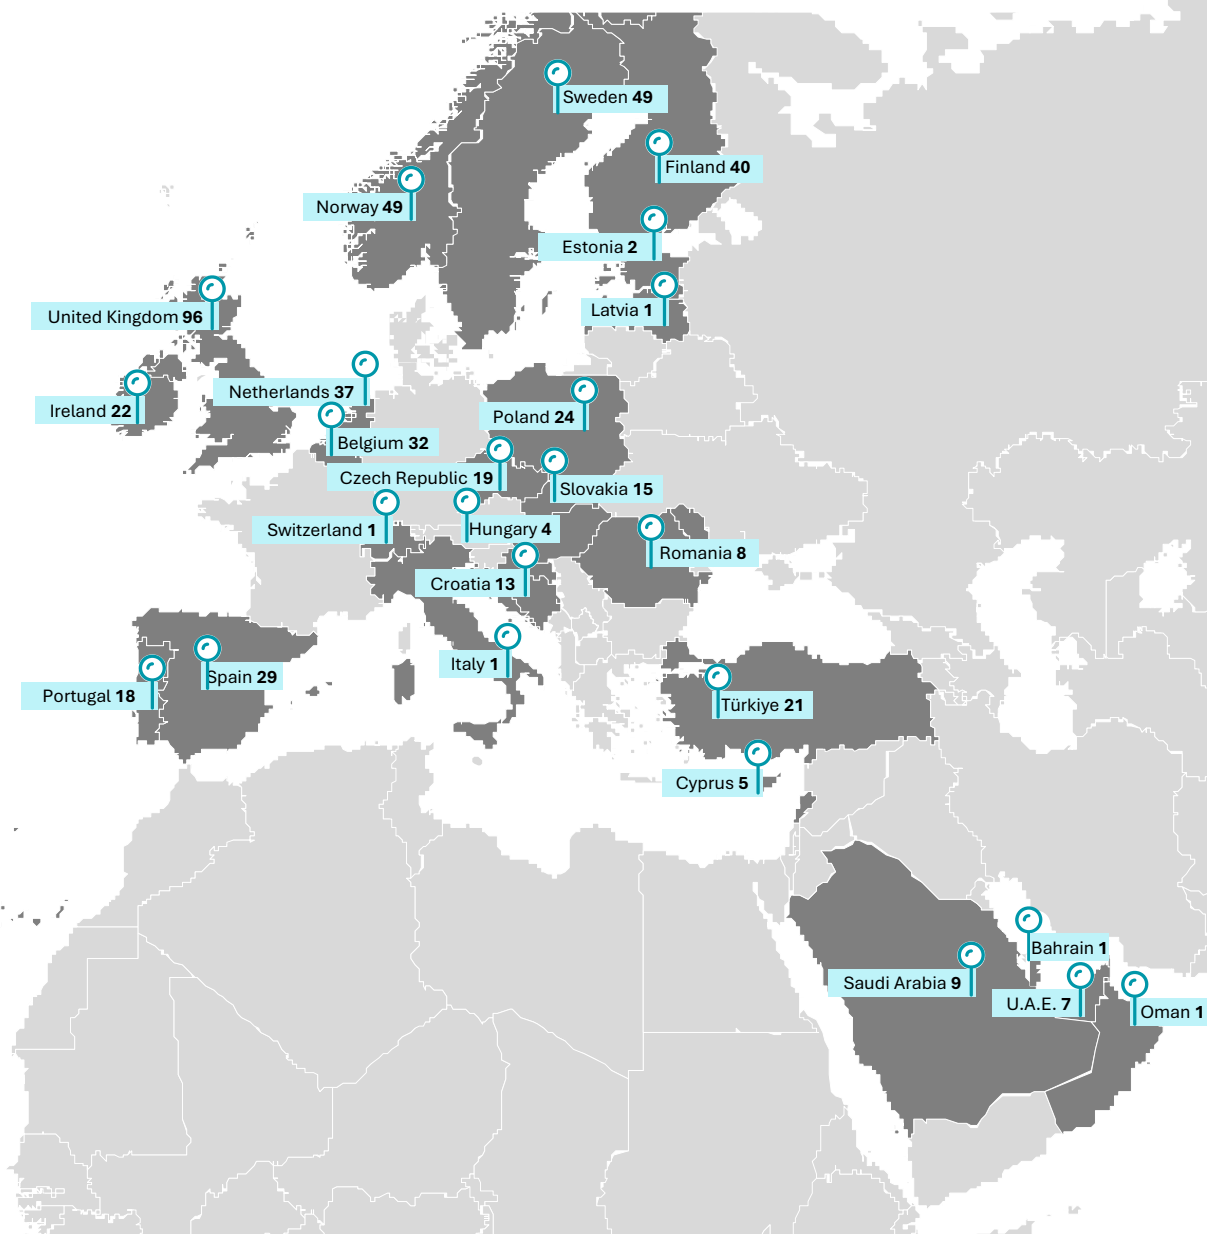 Sweden 49
Finland 40
Norway 49
Estonia 2
Latvia 1
United Kingdom 96
Netherlands 37
Ireland 22
Poland 24
Belgium 32
Czech Republic 19
Slovakia 15
Switzerland 1
Hungary 4
Romania 8
Croatia 13
Italy 1
Spain 29
Portugal 18
Türkiye 21
Cyprus 5
Bahrain 1
Saudi Arabia 9
U.A.E. 7
Oman 1